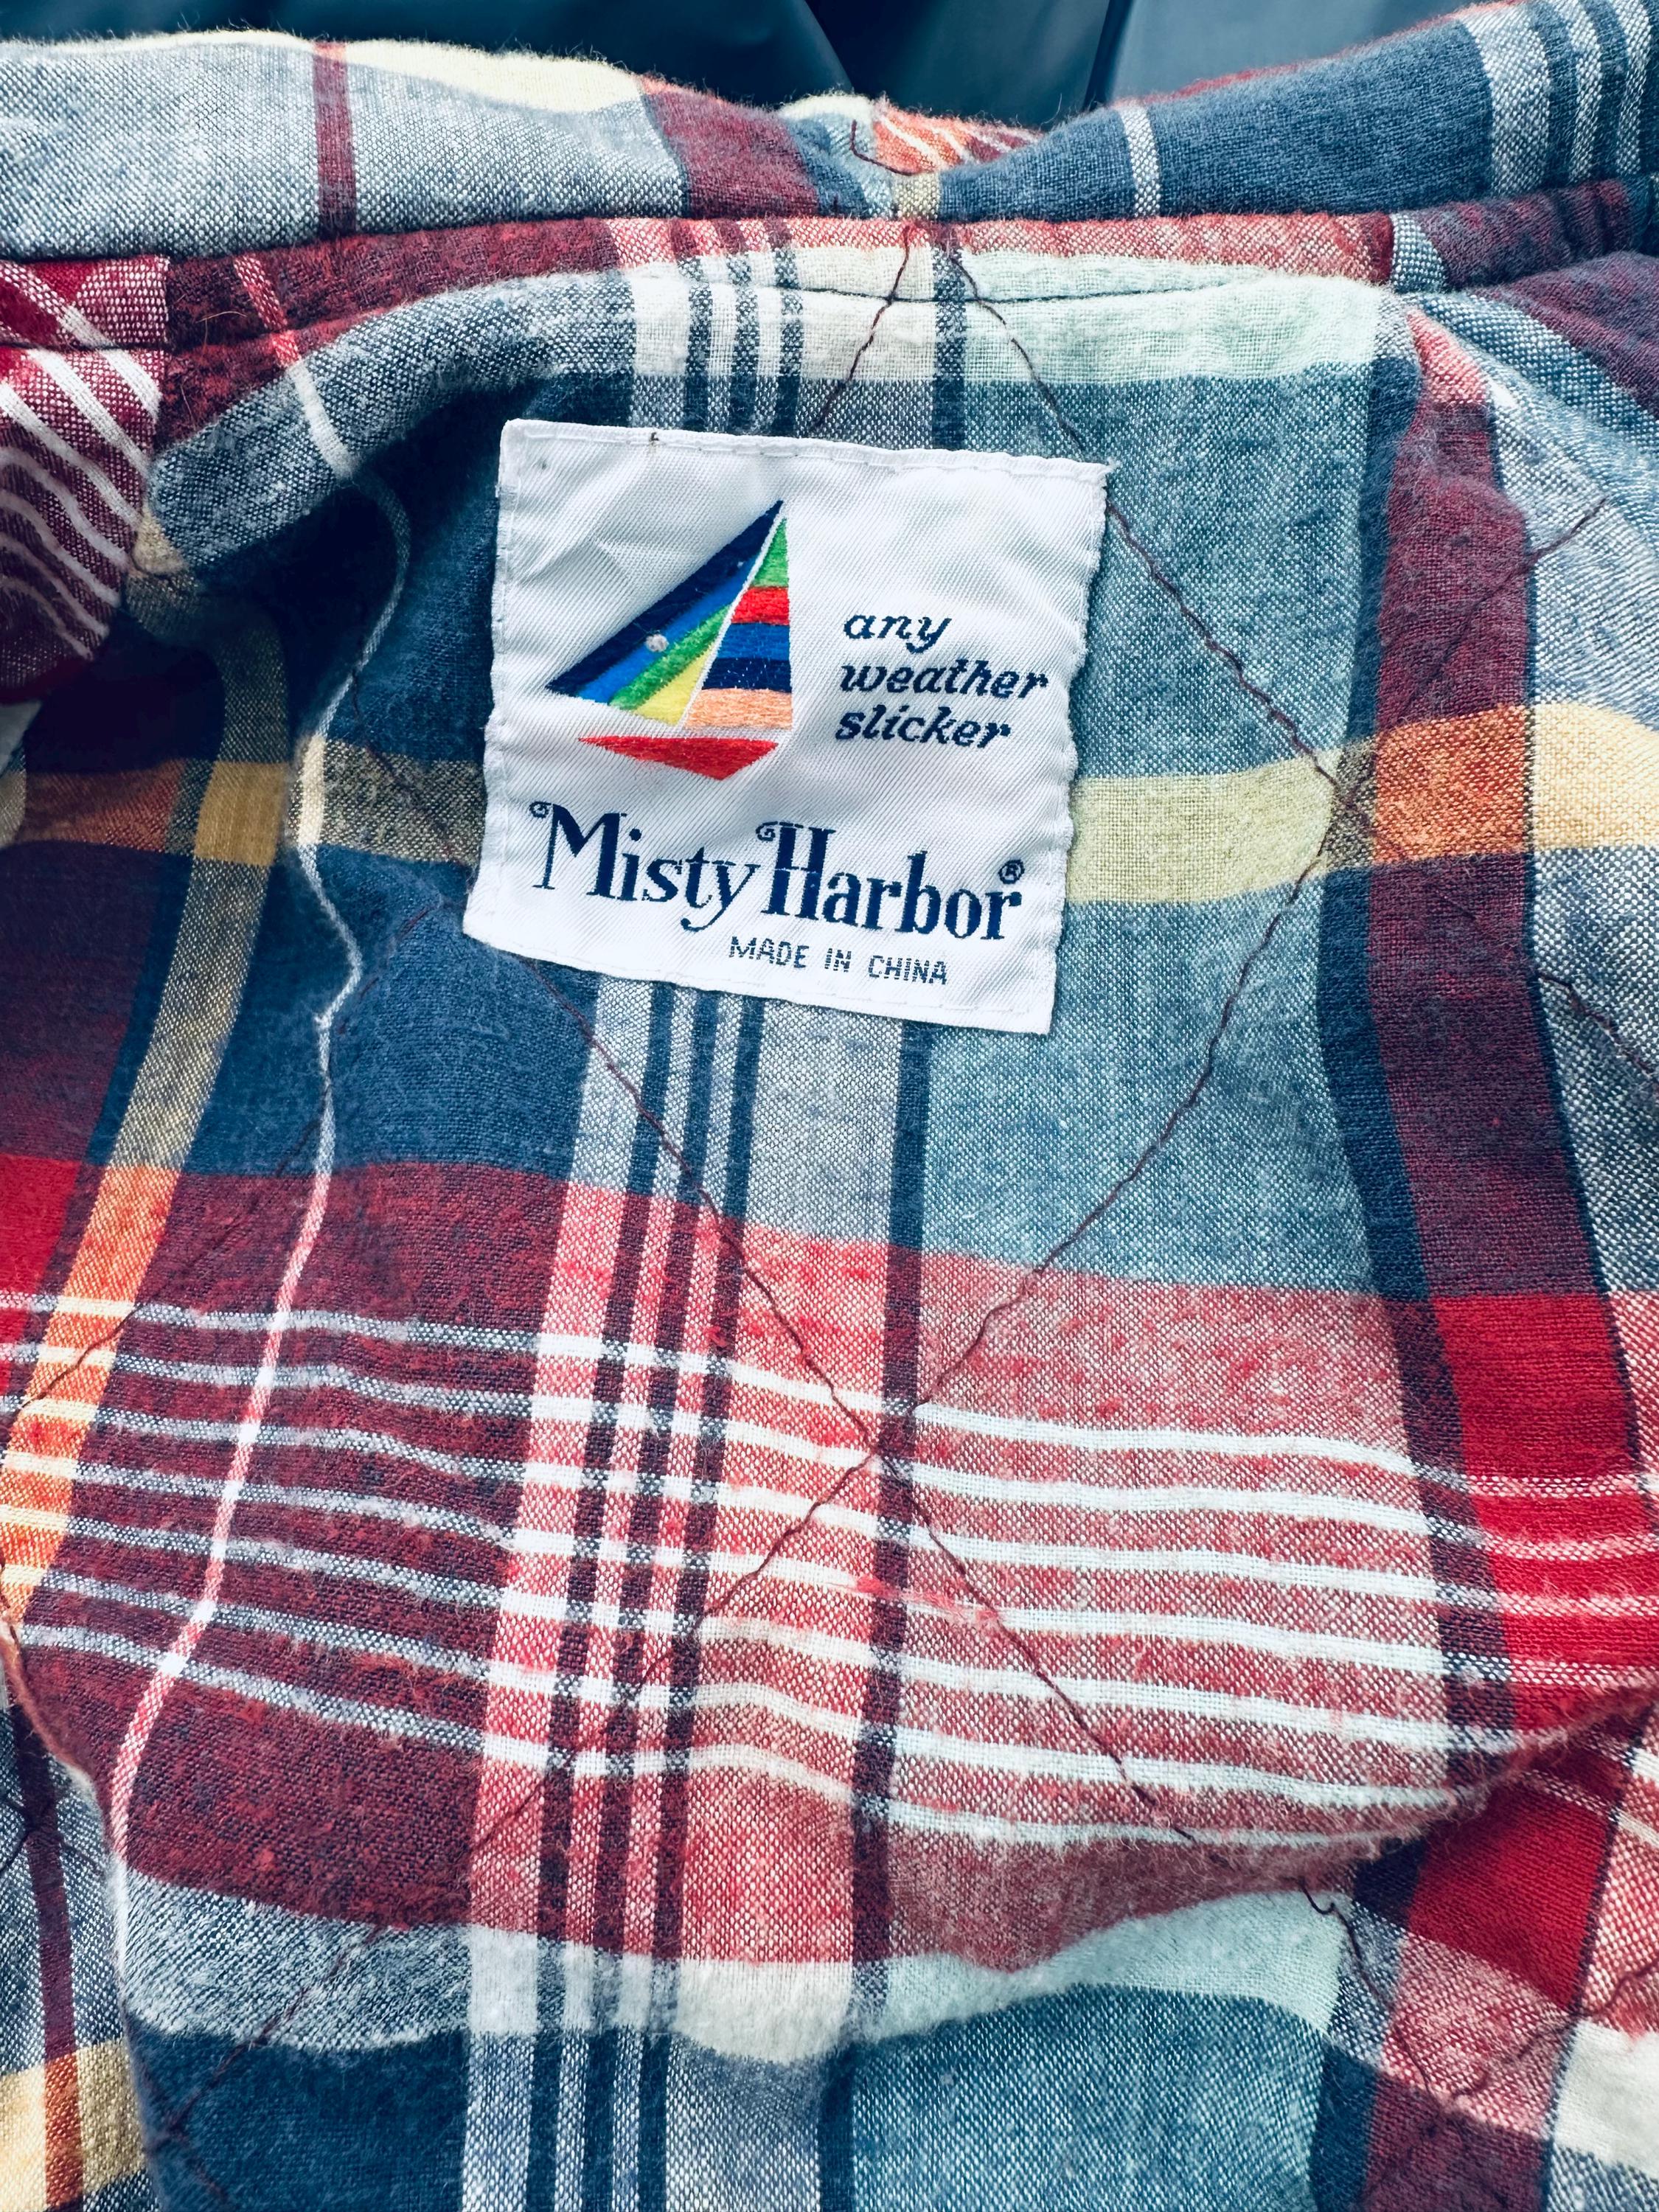 any
weather
slicker
Misty Harbor®
MADE IN CHINA